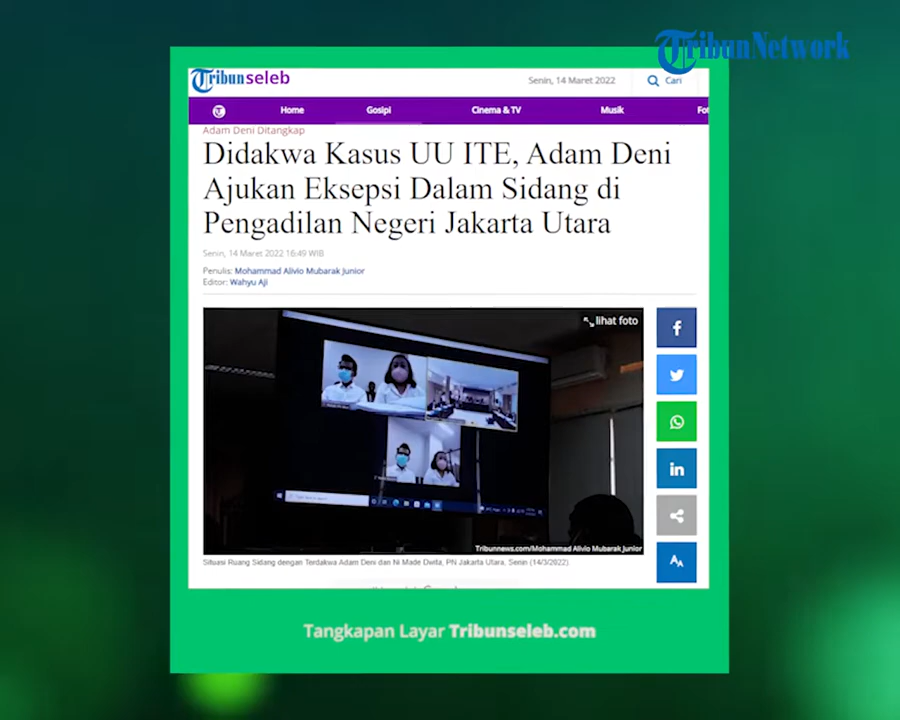 TribunNetwork
Tribunseleb
Senin, 14 Maret 2022
Cari
Home
Gosipi
Cinema & TV
Musik
Fot
Adam Deni Ditangkap
Didakwa Kasus UU ITE, Adam Deni
Ajukan Eksepsi Dalam Sidang di
Pengadilan Negeri Jakarta Utara
Senin, 14 Maret 2022 16:49 WIB
Penulis: Mohammad Alivio Mubarak Junior
Editor: Wahyu Aji
lihat foto
Tribunnews.com/Mohammad Alivio Mubarak Junior
Situasi Ruang Sidang dengan Terdakwa Adam Deni dan Ni Made Dwita, PN Jakarta Utara, Senin (14/3/2022).
AA
Tangkapan Layar Tribunseleb.com